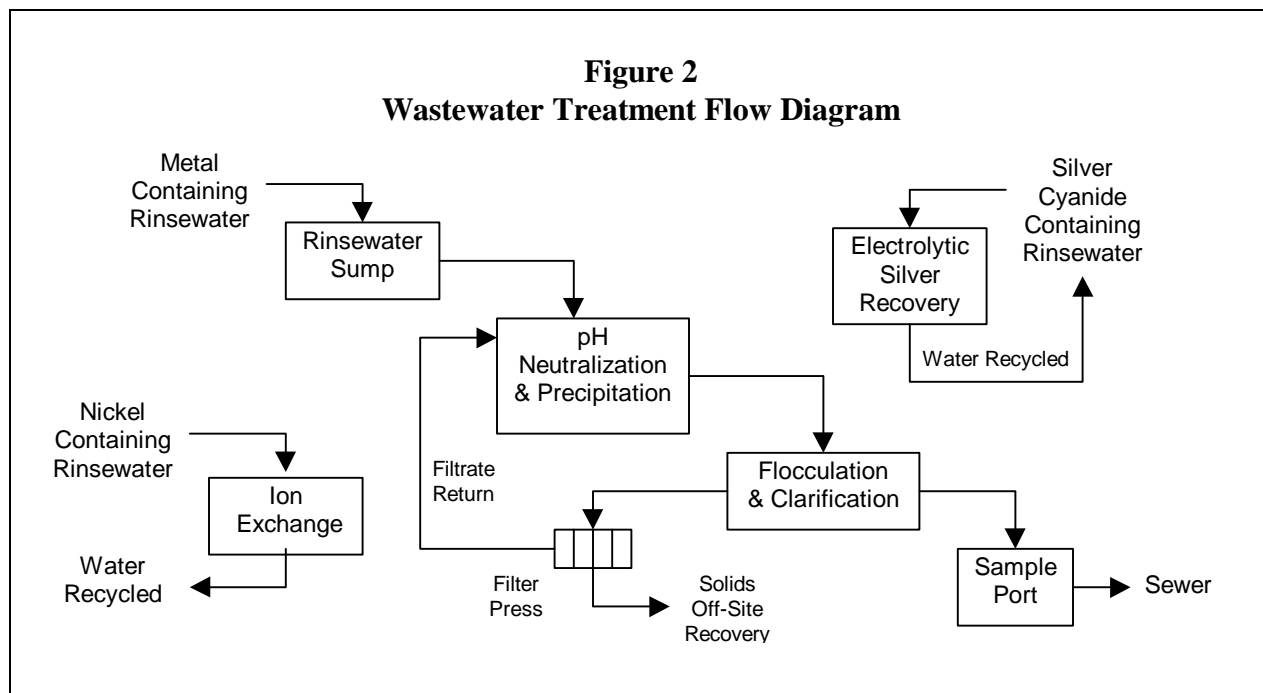 Figure 2
Wastewater Treatment Flow Diagram
Metal
Containing
Rinsewater
Rinsewater
Sump
Silver
Cyanide
Containing
Rinsewater
Electrolytic
Silver
Recovery
Water Recycled
pH
Neutralization
& Precipitation
Nickel
Containing
Rinsewater
Ion
Exchange
Water
Recycled
Filtrate
Return
Flocculation
& Clarification
Filter
Press
Solids
Off-Site
Recovery
Sample
Port
Sewer